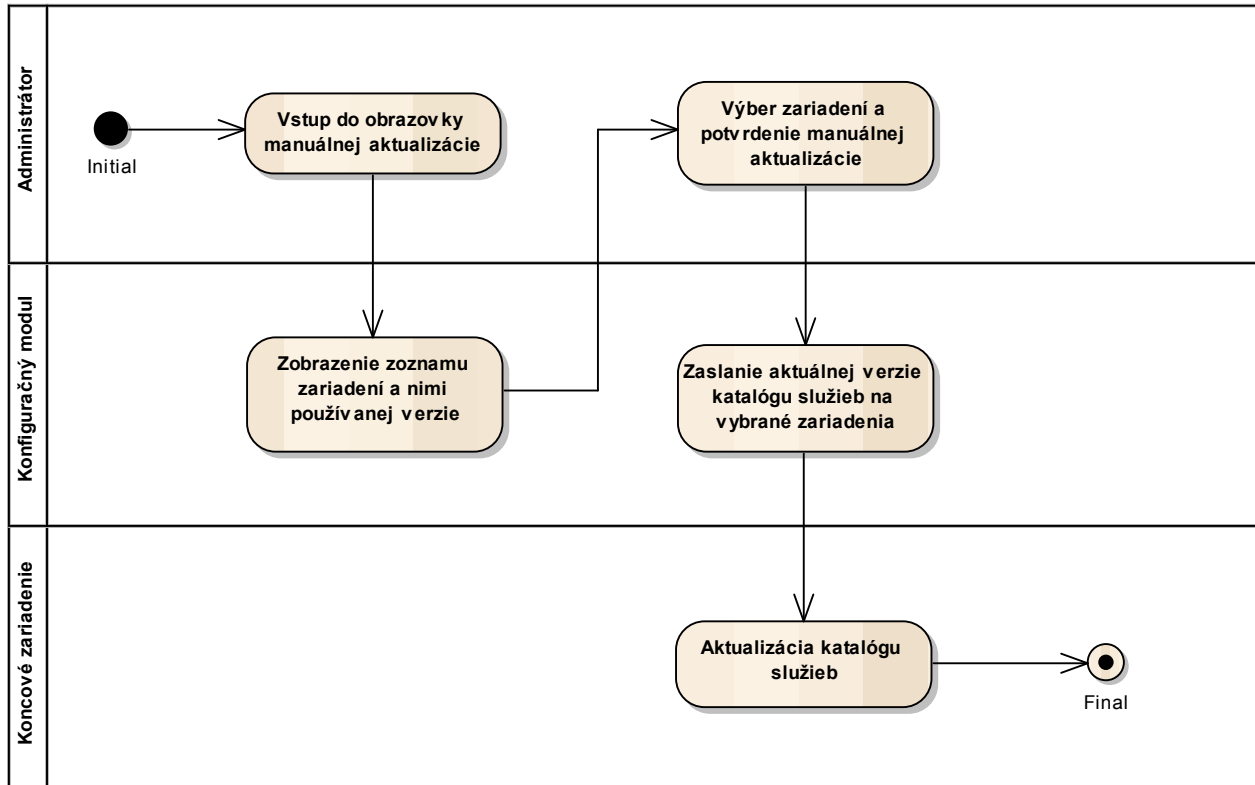 Administrátor
Initial
Vstup do obrazovky
manuálnej aktualizácie
Výber zariadení a
potvrdenie manuálnej
aktualizácie
Konfiguračný modul
Zobrazenie zoznamu
zariadení a nimi
používanej verzie
Zaslanie aktuálnej verzie
katalógu služieb na
vybrané zariadenia
Koncové zariadenie
Aktualizácia katalógu
služieb
Final